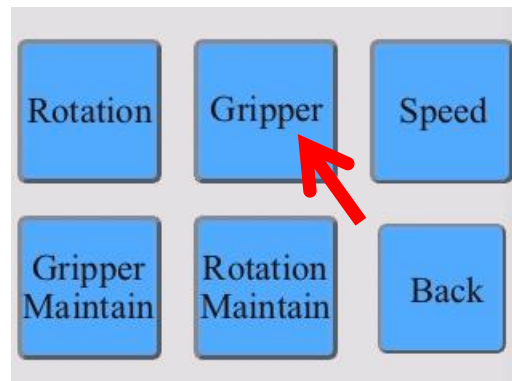 Rotation
Gripper
Speed
Gripper
Maintain
Rotation
Maintain
Back